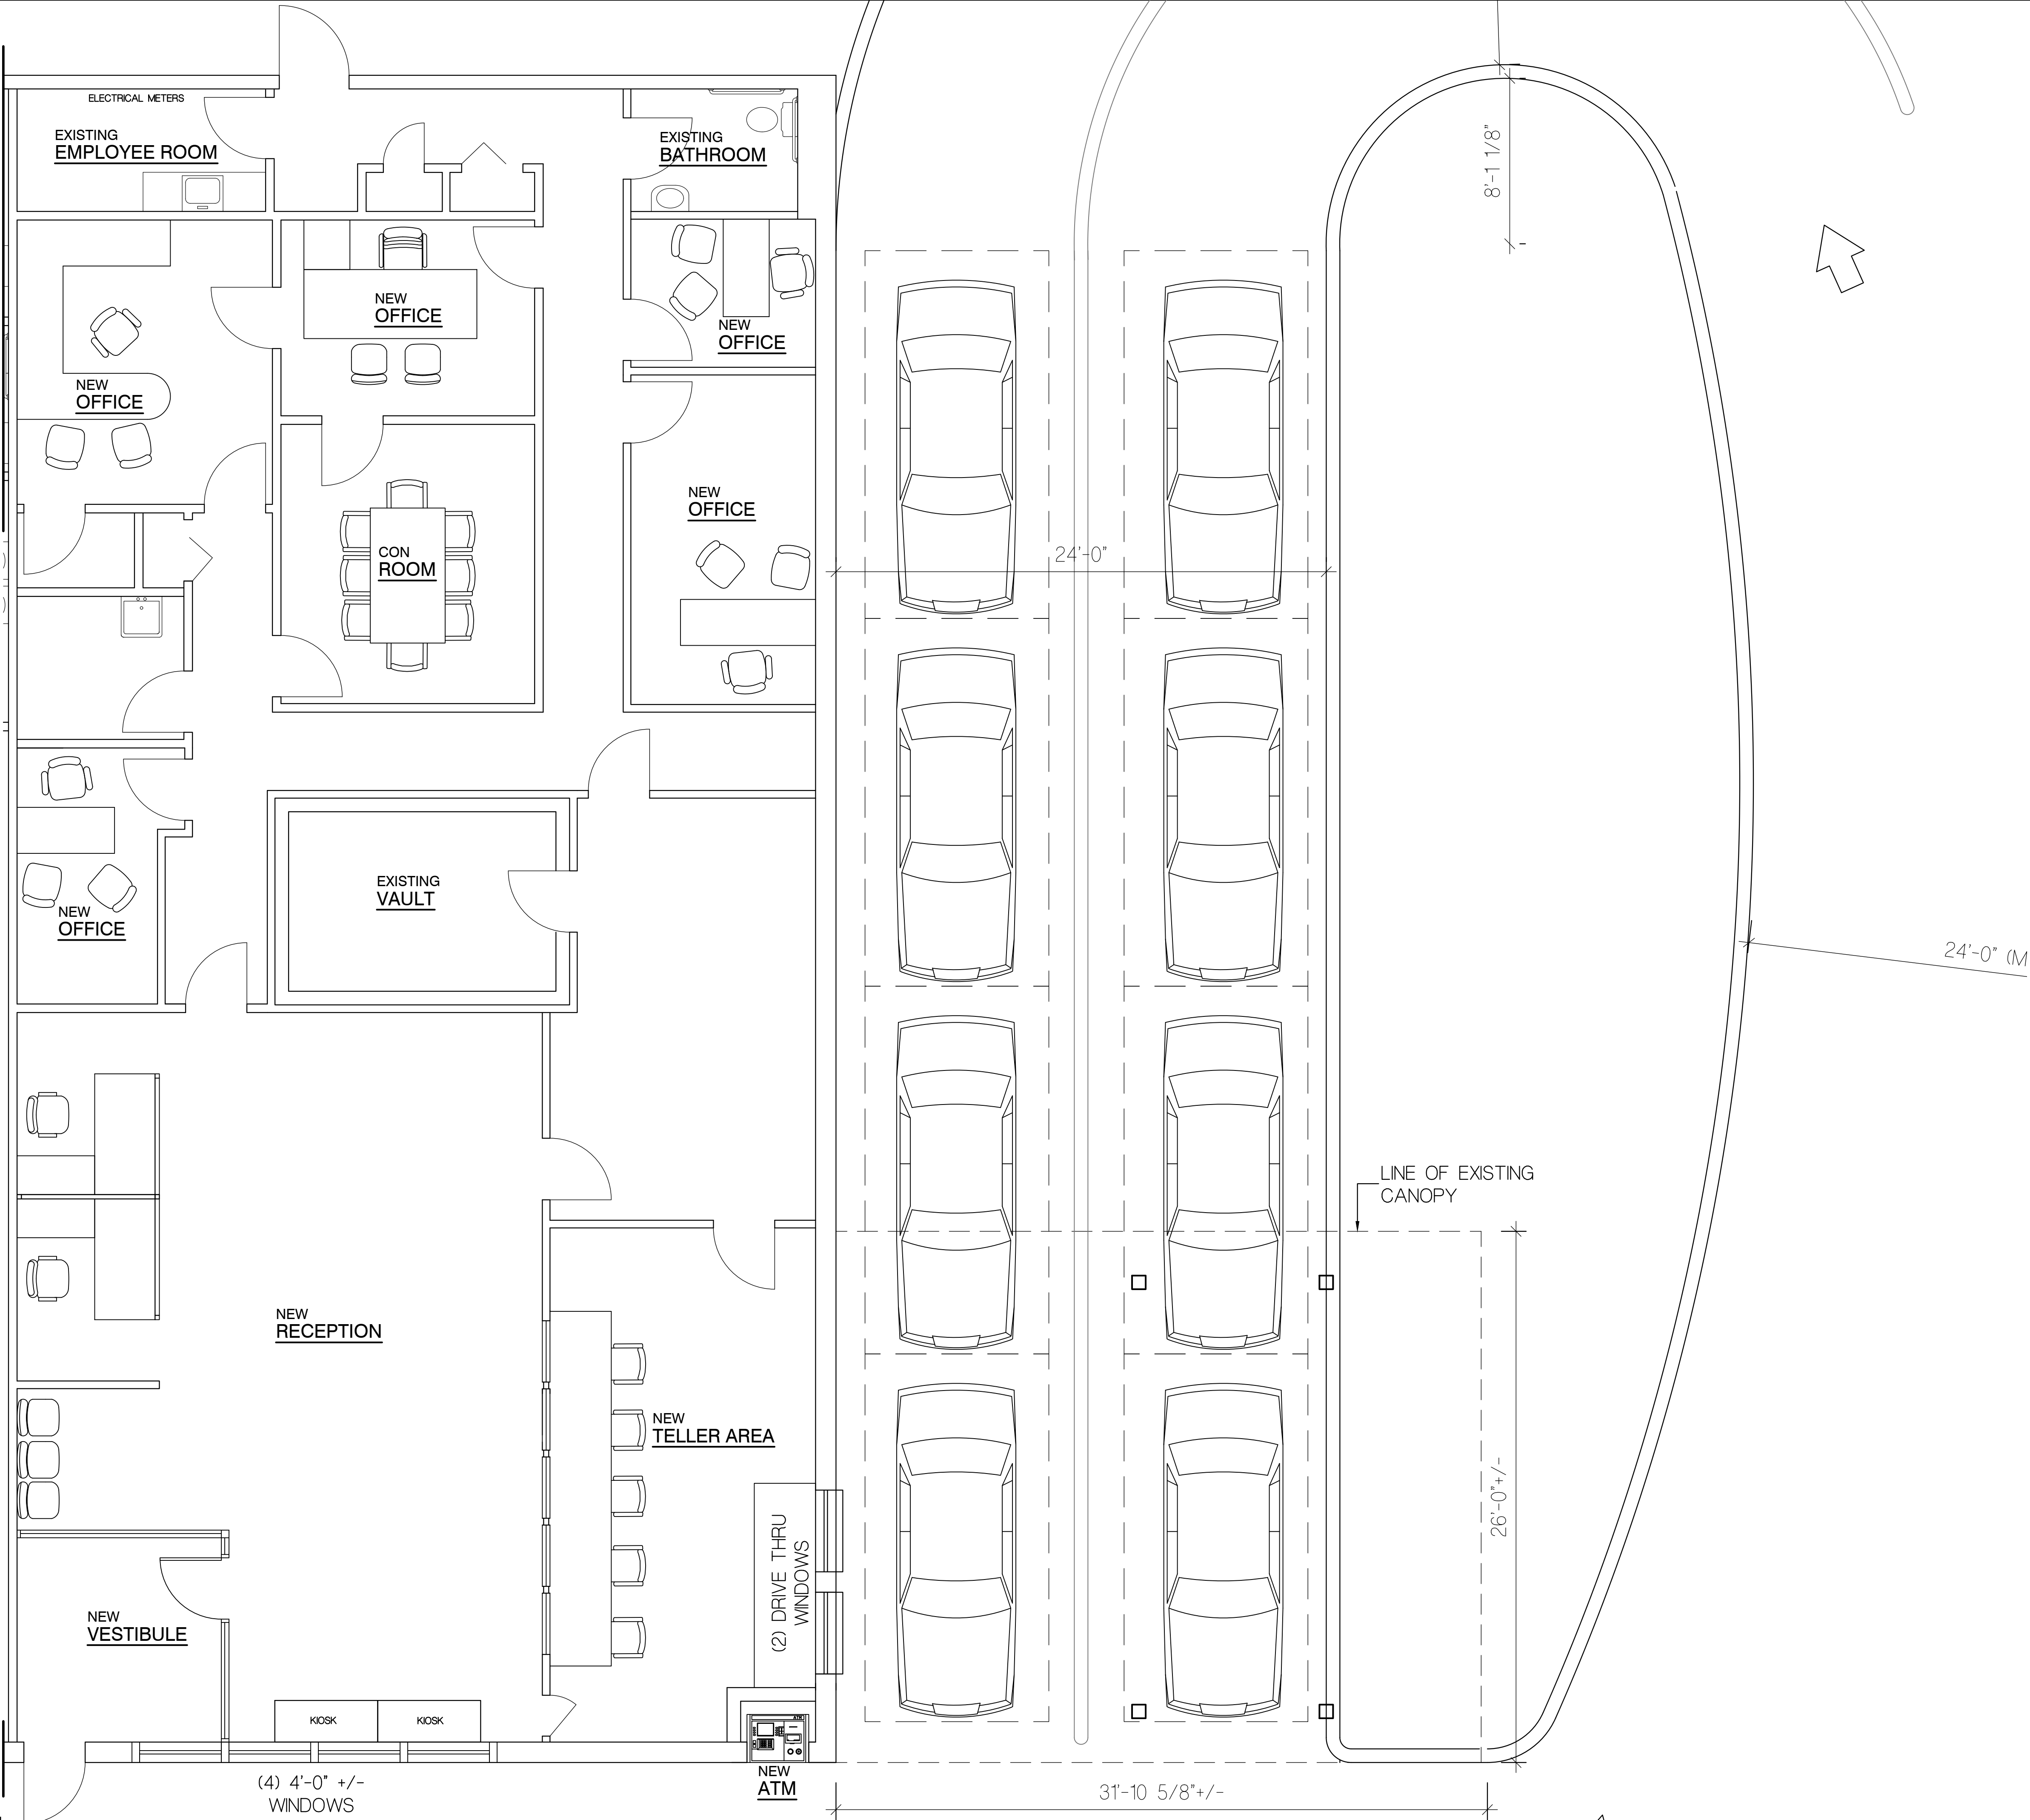 ELECTRICAL METERS
EXISTING
EMPLOYEE ROOM
EXISTING
BATHROOM
8'-1 1/8"
NEW
OFFICE
NEW
OFFICE
NEW
OFFICE
NEW
OFFICE
CON
ROOM
24'-0"
EXISTING
VAULT
NEW
OFFICE
24'-0" (M
LINE OF EXISTING
CANOPY
NEW
RECEPTION
NEW
TELLER AREA
26'-0"+/-
(2) DRIVE THRU
WINDOWS
NEW
VESTIBULE
KIOSK
KIOSK
ATM
NEW
ATM
(4) 4'-0" +/-
WINDOWS
31'-10 5/8"+/-